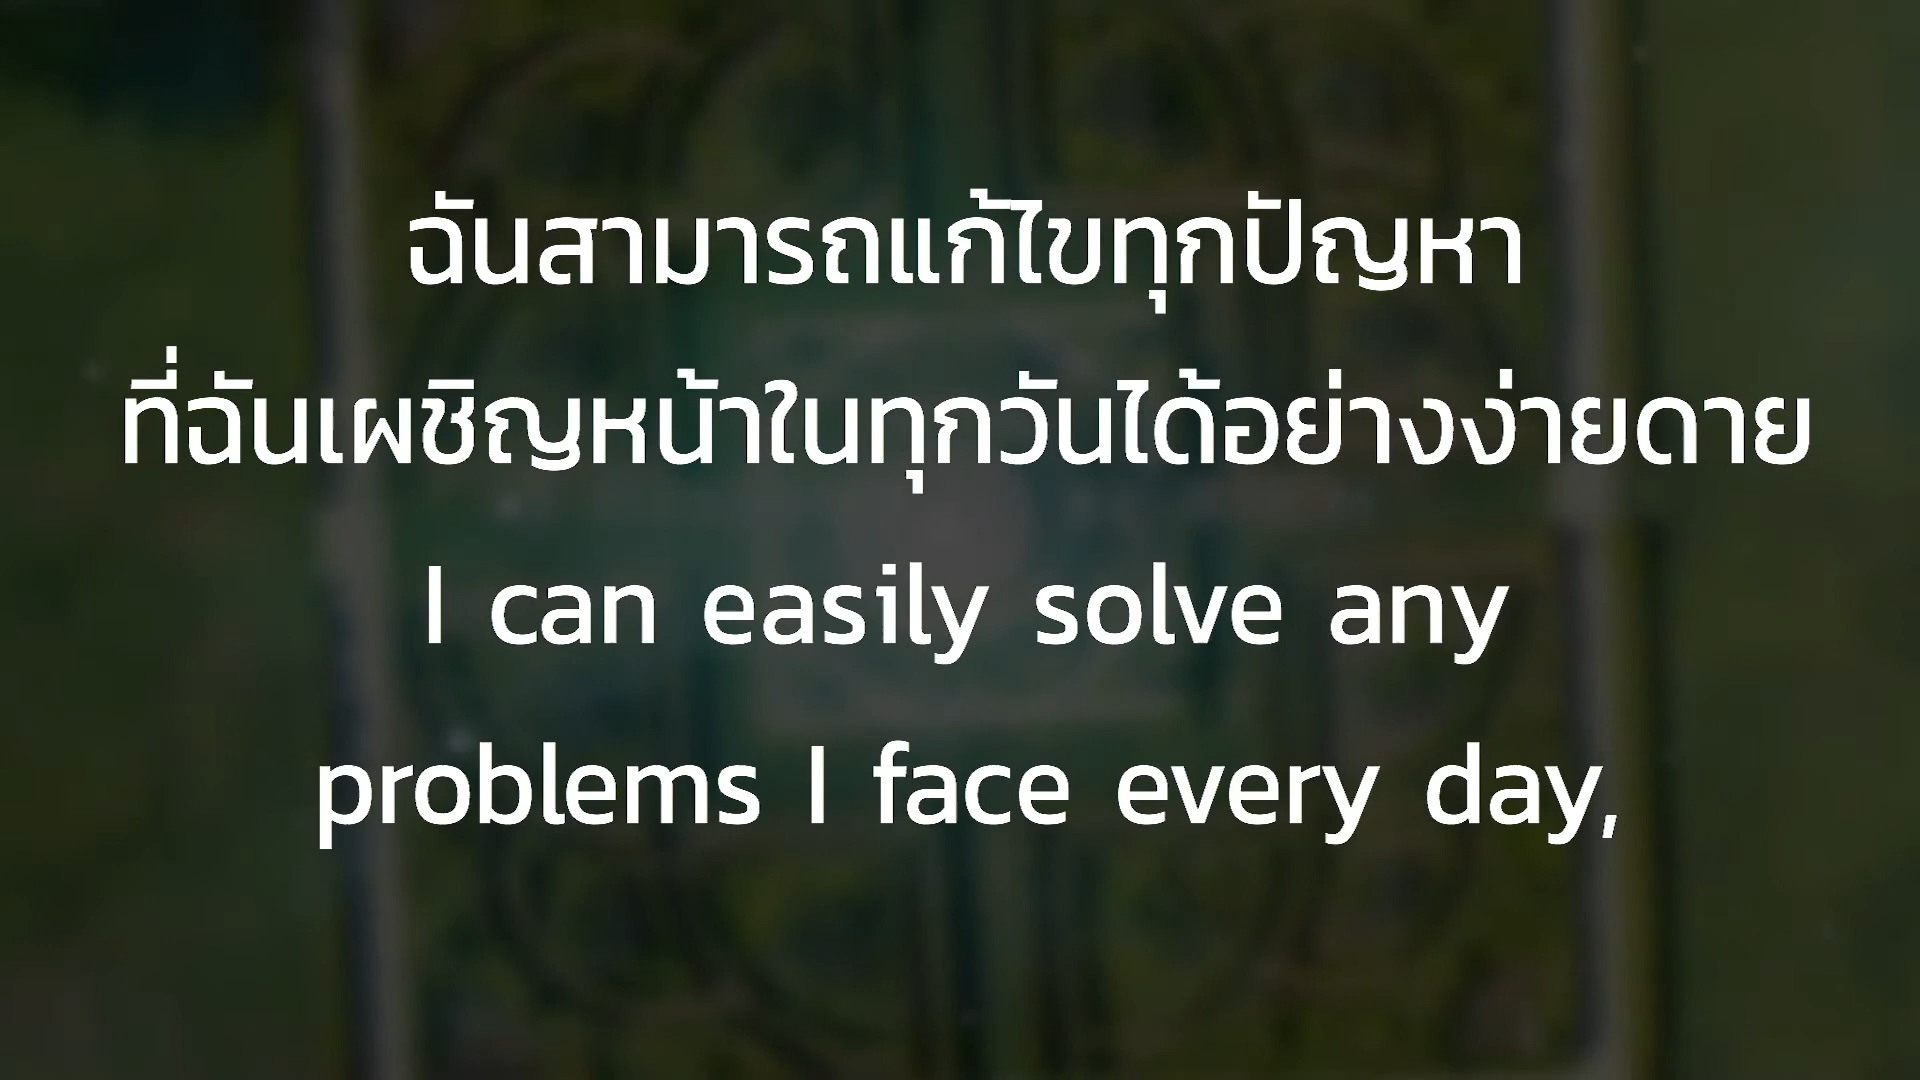 ฉันสามารถแก้ไขทุกปัญหา
ที่ฉันเผชิญหน้าในทุกวันได้อย่างง่ายดาย
I can easily solve any
problems I face every day,